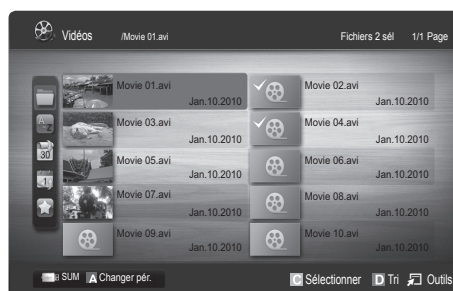 Vidéos /Movie 01.avi Fichiers 2 sél 1/1 Page
Movie 01.avi Movie 02.avi
Jan.10.2010 Jan.10.2010
Movie 03.avi Movie 04.avi
Jan.10.2010 Jan.10.2010
Movie 05.avi Movie 06.avi
Jan.10.2010 Jan.10.2010
Movie 07.avi Movie 08.avi
Jan.10.2010 Jan.10.2010
Movie 09.avi Movie 10.avi
Jan.10.2010 Jan.10.2010
SUM A Changer pér. C Sélectionner D Tri Outils